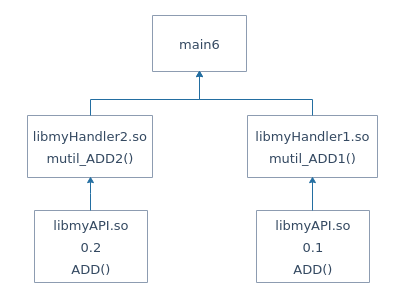 main6
libmyHandler2.so
mutil_ADD2()
libmyHandler1.so
mutil_ADD1()
libmyAPI.so
0.2
ADD()
libmyAPI.so
0.1
ADD()